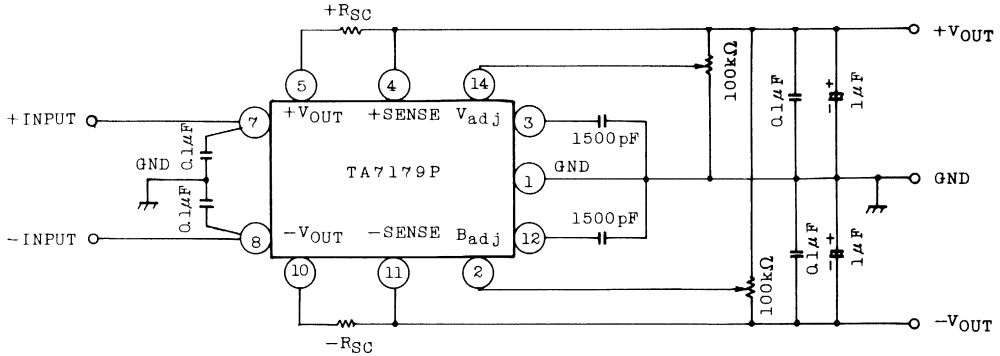 +RSC
+VOUT
5
4
14
100kΩ
0.1μF
+
-
1μF
+INPUT
7
+VOUT
+SENSE
Vadj
3
1500pF
0.1μF
GND
TA7179P
1
GND
GND
0.1μF
1500pF
-INPUT
8
-VOUT
-SENSE
Badj
12
0.1μF
+
-
1μF
10
11
2
100kΩ
-RSC
-VOUT